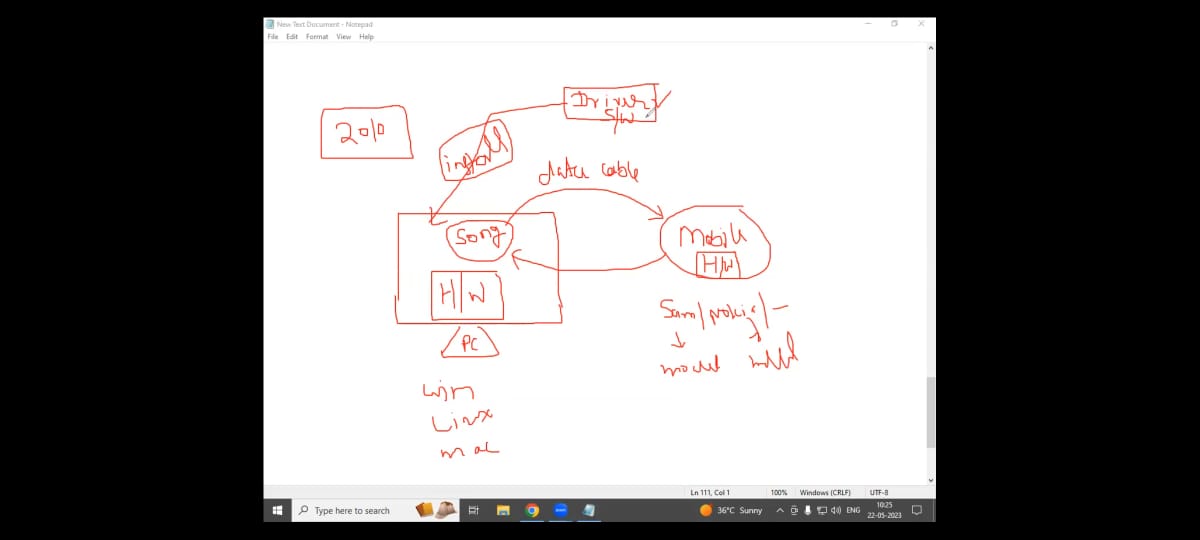 New Text Document - Notepad
File Edit Format View Help
Driver
S/W
2010
install
data cable
Song
Mobile
H/W
H/W
Sam/nokia/-
PC
model model
Win
Linux
mac
Ln 111, Col 1 100% Windows (CRLF) UTF-8
Type here to search
36°C Sunny
ENG
10:25
22-05-2023